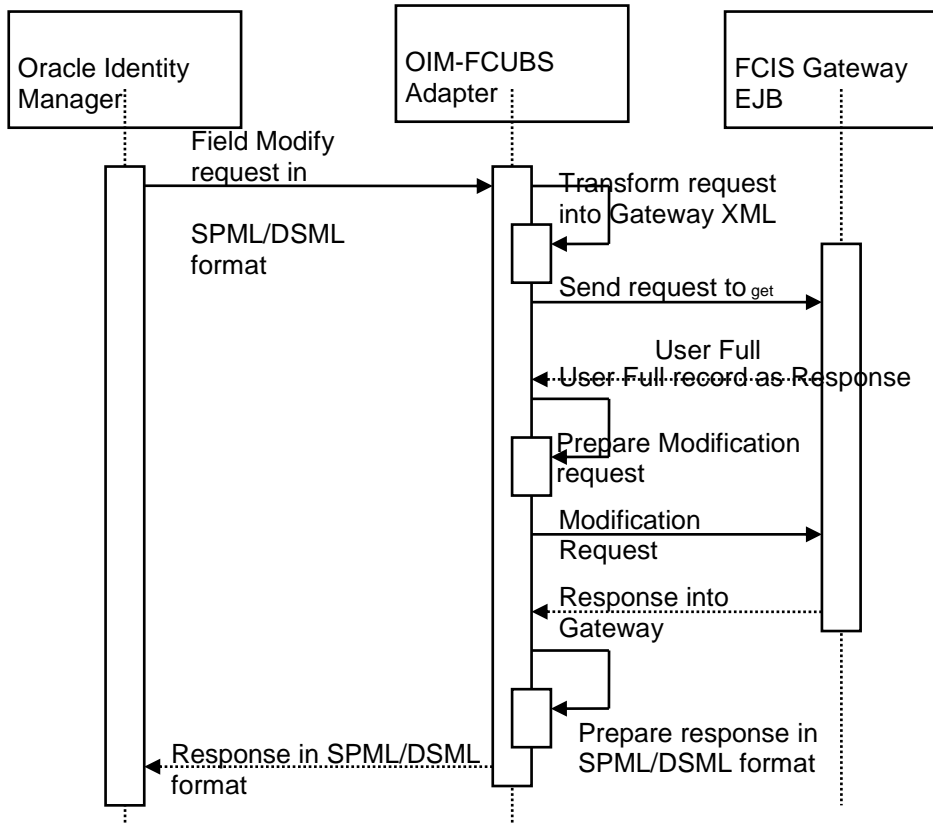 Oracle Identity
Manager
OIM-FCUBS
Adapter
FCIS Gateway
EJB
Field Modify
request in
SPML/DSML
format
Transform request
into Gateway XML
Send request to get
User Full
User Full record as Response
Prepare Modification
request
Modification
Request
Response into
Gateway
Prepare response in
SPML/DSML format
Response in SPML/DSML
format